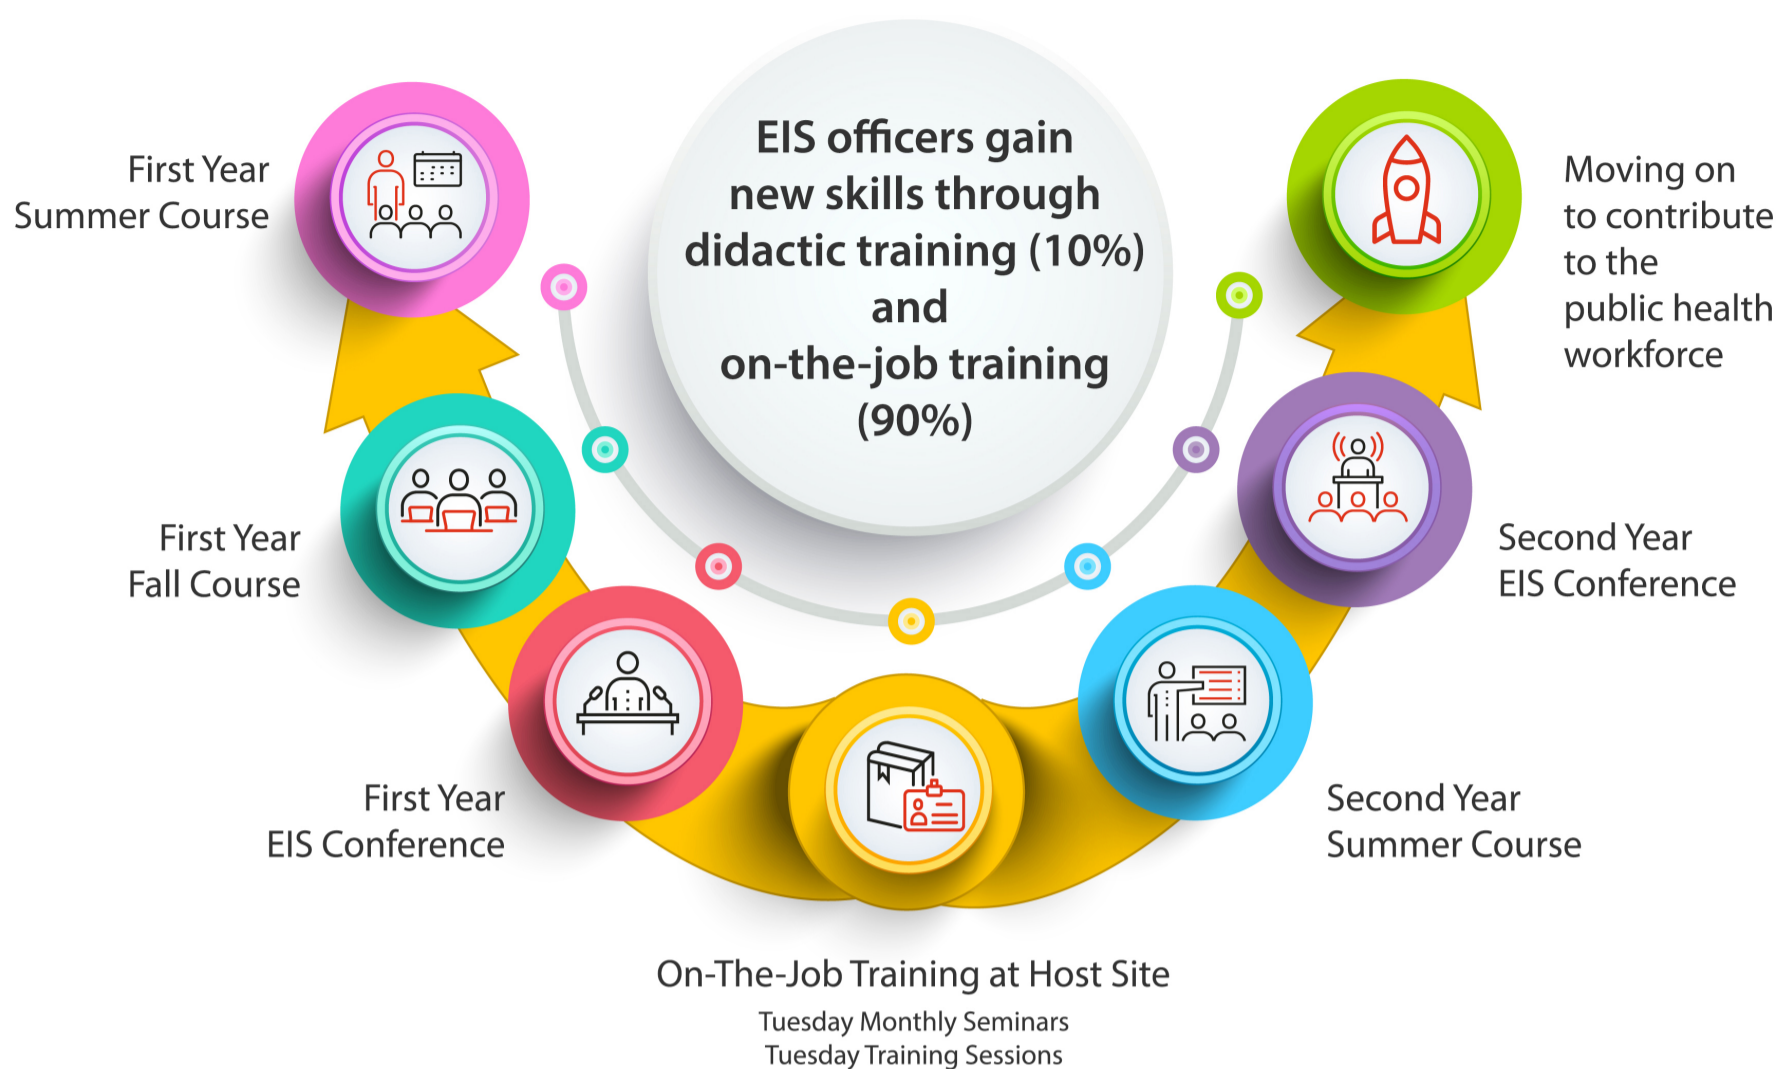 EIS officers gain
new skills through
didactic training (10%)
and
on-the-job training
(90%)
First Year
Summer Course
First Year
Fall Course
First Year
EIS Conference
On-The-Job Training at Host Site
Tuesday Monthly Seminars
Tuesday Training Sessions
Second Year
Summer Course
Second Year
EIS Conference
Moving on
to contribute
to the
public health
workforce